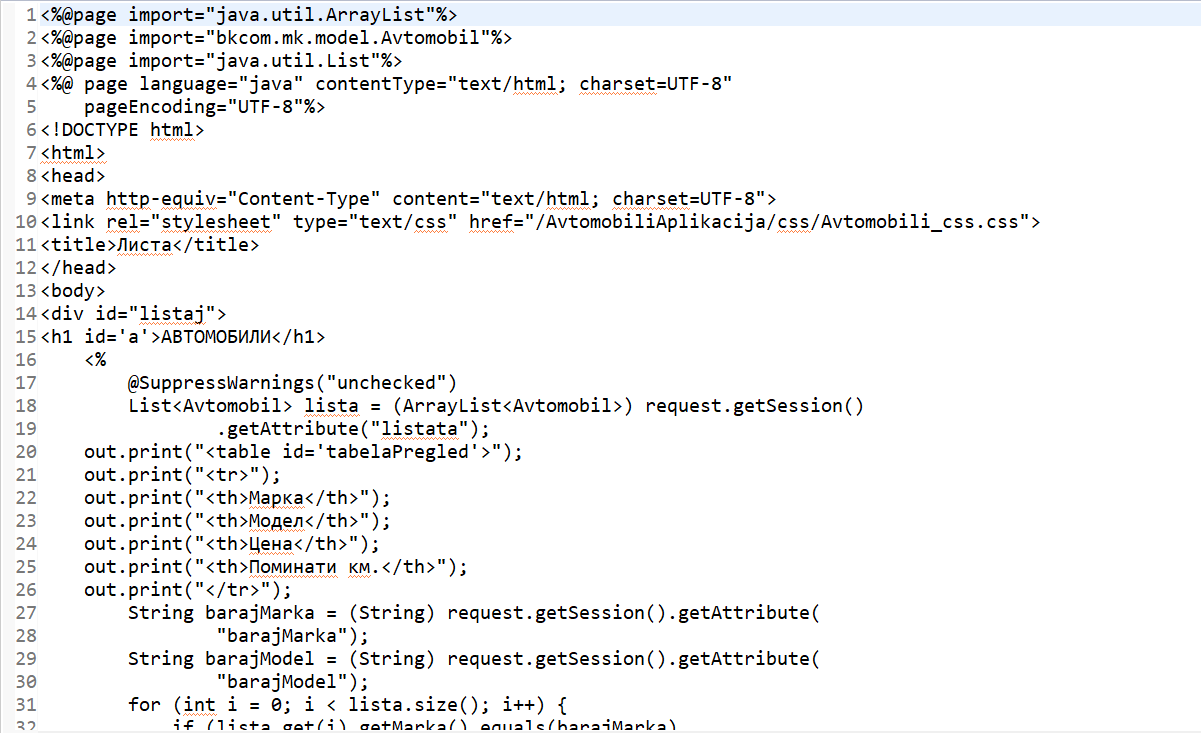 1 <%@page import="java.util.ArrayList"%>
2 <%@page import="bkcom.mk.model.Avtomobil"%>
3 <%@page import="java.util.List"%>
4 <%@ page language="java" contentType="text/html; charset=UTF-8"
5     pageEncoding="UTF-8"%>
6 <!DOCTYPE html>
7 <html>
8 <head>
9 <meta http-equiv="Content-Type" content="text/html; charset=UTF-8">
10 <link rel="stylesheet" type="text/css" href="/AvtomobiliAplikacija/css/Avtomobili_css.css">
11 <title>Листа</title>
12 </head>
13 <body>
14 <div id="listaj">
15 <h1 id='a'>АВТОМОБИЛИ</h1>
16     <%
17         @SuppressWarnings("unchecked")
18         List<Avtomobil> lista = (ArrayList<Avtomobil>) request.getSession()
19                 .getAttribute("listata");
20     out.print("<table id='tabelaPregled'>");
21     out.print("<tr>");
22     out.print("<th>Марка</th>");
23     out.print("<th>Модел</th>");
24     out.print("<th>Цена</th>");
25     out.print("<th>Поминати км.</th>");
26     out.print("</tr>");
27         String barajMarka = (String) request.getSession().getAttribute(
28                 "barajMarka");
29         String barajModel = (String) request.getSession().getAttribute(
30                 "barajModel");
31         for (int i = 0; i < lista.size(); i++) {
32             if (lista.get(i).getMarka().equals(barajMarka)